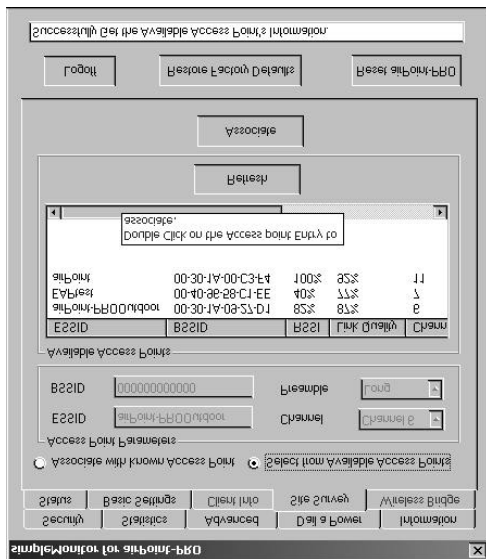 simpleMonitor for airPoint-PRO
Security Statistics Advanced Dail a Power Information
Status Basic Settings Client Info Site Survey Wireless Bridge
Associate with known Access Point Select from Available Access Points
Access Point Parameters
ESSID airPoint-PROOutdoor Channel Channel 6
BSSID 000000000000 Preamble Long
Available Access Points
ESSID BSSID RSSI Link Quality Chann
airPoint-PROOutdoor 00-30-1A-09-27-D1 82% 87% 6
EAPtest 00-40-96-58-C1-EE 40% 77% 7
airPoint 00-30-1A-00-C3-F4 100% 92% 11
Double Click on the Access point Entry to
associate.
Refresh
Associate
Logoff Restore Factory Defaults Reset airPoint-PRO
Successfully Get the Available Access Point's Information.